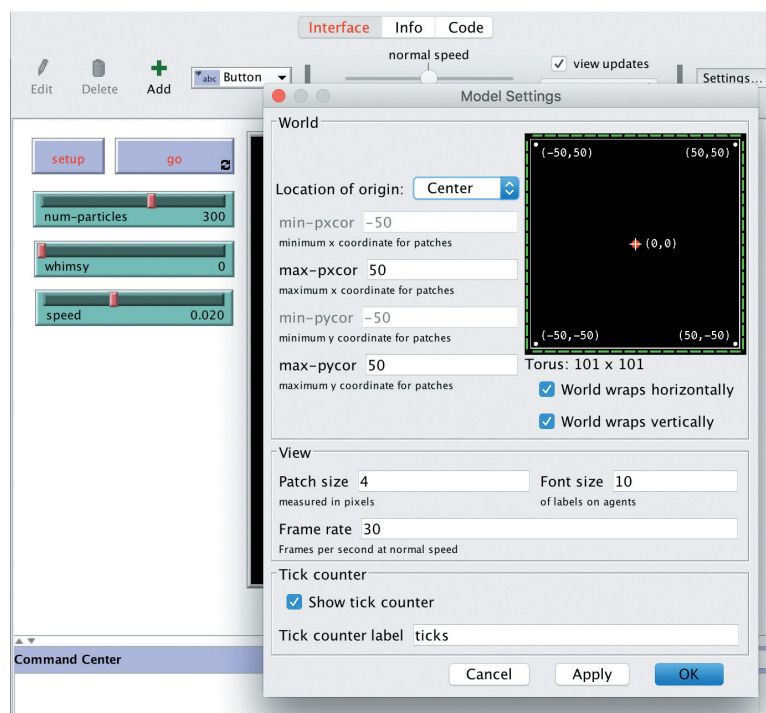 Interface Info Code
normal speed
view updates
Edit Delete Add abc Button Settings...
setup go
num-particles 300
whimsy 0
speed 0.020
Command Center
Model Settings
World
Location of origin: Center
min-pxcor -50
minimum x coordinate for patches
max-pxcor 50
maximum x coordinate for patches
min-pycor -50
minimum y coordinate for patches
max-pycor 50
maximum y coordinate for patches
(-50,50) (50,50)
(0,0)
(-50,-50) (50,-50)
Torus: 101 x 101
World wraps horizontally
World wraps vertically
View
Patch size 4 Font size 10
measured in pixels of labels on agents
Frame rate 30
Frames per second at normal speed
Tick counter
Show tick counter
Tick counter label ticks
Cancel Apply OK